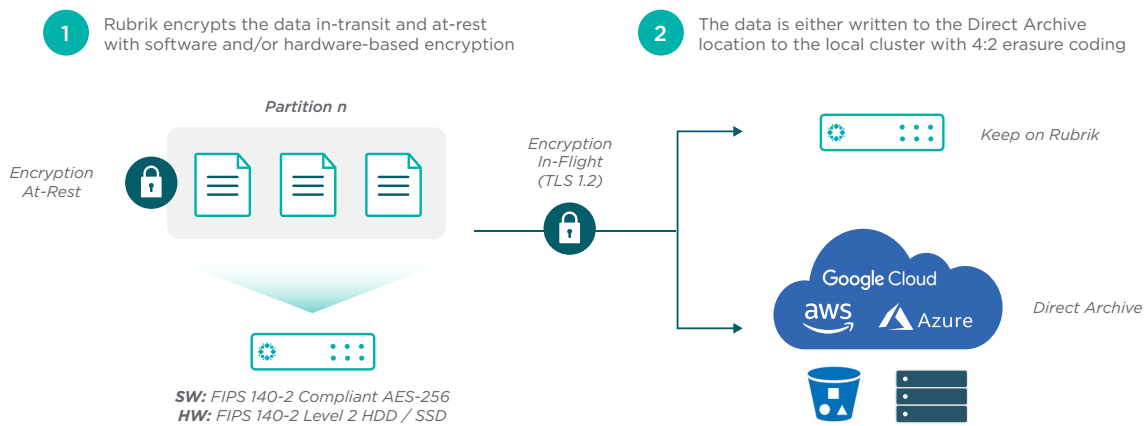 1
Rubrik encrypts the data in-transit and at-rest
with software and/or hardware-based encryption
2
The data is either written to the Direct Archive
location to the local cluster with 4:2 erasure coding
Partition n
Encryption
At-Rest
Encryption
In-Flight
(TLS 1.2)
Keep on Rubrik
Google Cloud
aws
Azure
Direct Archive
SW: FIPS 140-2 Compliant AES-256
HW: FIPS 140-2 Level 2 HDD / SSD